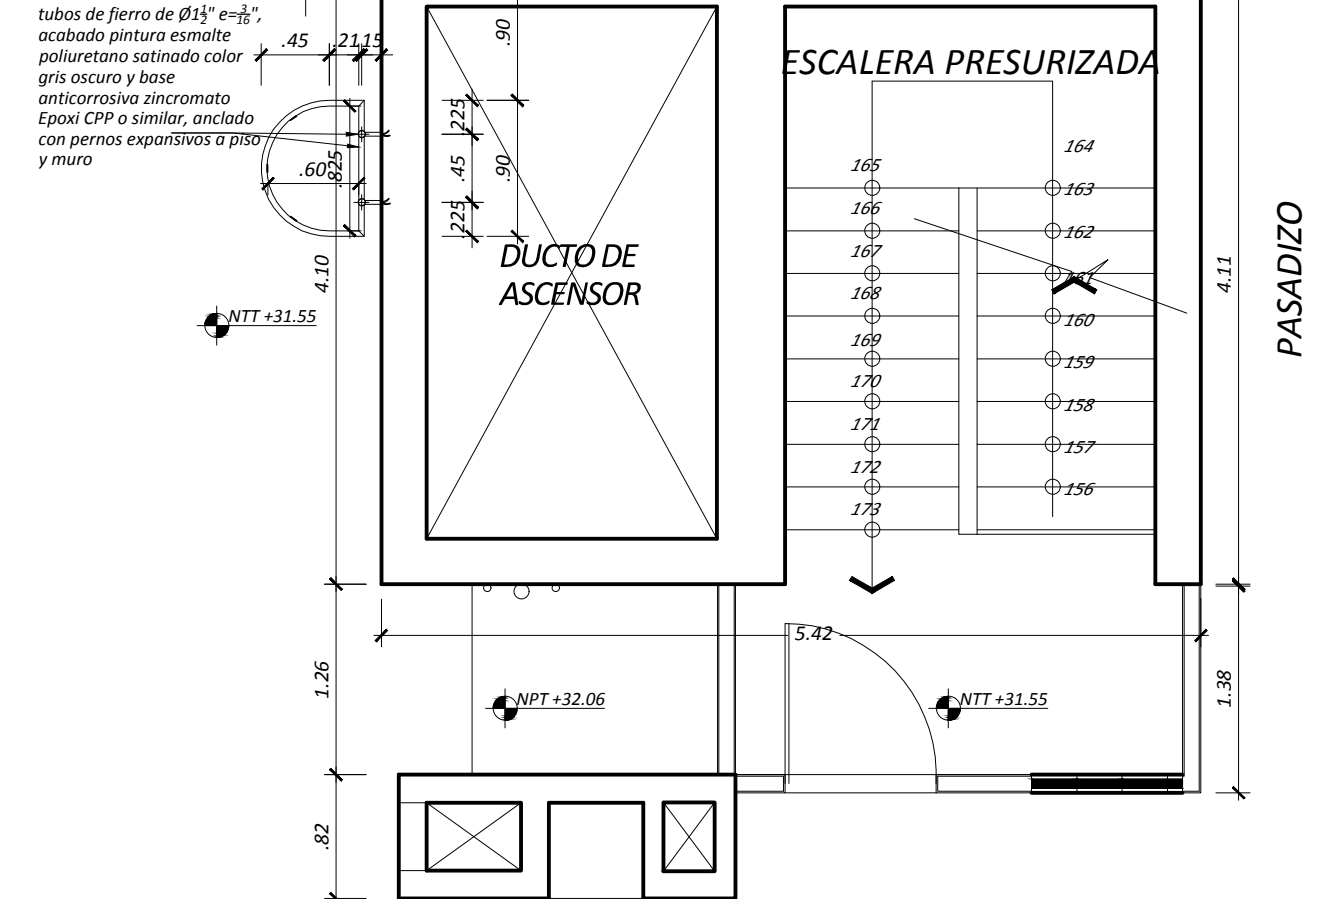 tubos de fierro de Ø1½" e=3/16",
acabado pintura esmalte
poliuretano satinado color
gris oscuro y base
anticorrosiva zincromato
Epoxi CPP o similar, anclado
con pernos expansivos a piso
y muro
.45
.21
.15
.90
ESCALERA PRESURIZADA
.225
.45
.225
.90
.60
.825
164
165
163
166
162
167
161
168
160
169
159
170
158
171
157
172
156
173
DUCTO DE
ASCENSOR
4.10
4.11
PASADIZO
NTT +31.55
5.42
1.26
1.38
NPT +32.06
NTT +31.55
.82